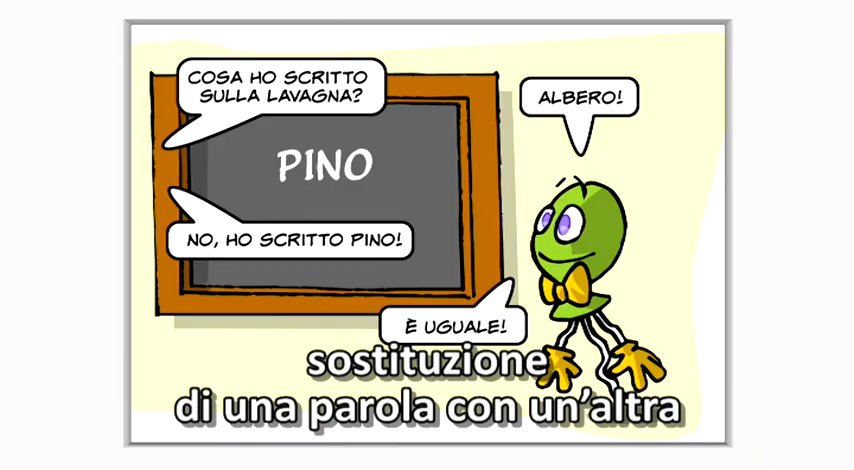 COSA HO SCRITTO
SULLA LAVAGNA?
ALBERO!
PINO
NO, HO SCRITTO PINO!
È UGUALE!
sostituzione
di una parola con un'altra